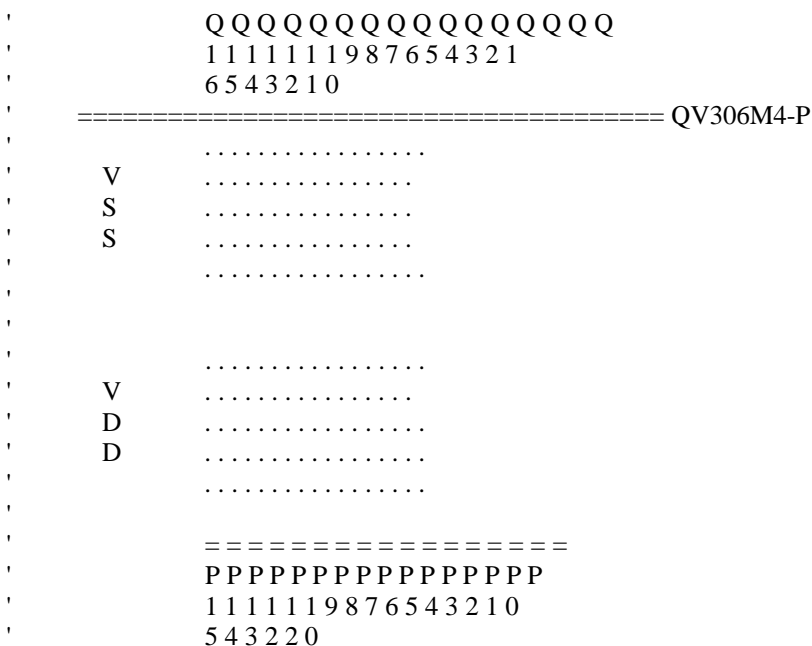 ' Q Q Q Q Q Q Q Q Q Q Q Q Q Q Q Q
' 1 1 1 1 1 1 1 9 8 7 6 5 4 3 2 1
' 6 5 4 3 2 1 0
' ======================================= QV306M4-P
' . . . . . . . . . . . . . . . . .
' V . . . . . . . . . . . . . . . .
' S . . . . . . . . . . . . . . . .
' S . . . . . . . . . . . . . . . .
' . . . . . . . . . . . . . . . . .
'
'
' . . . . . . . . . . . . . . . . .
' V . . . . . . . . . . . . . . . .
' D . . . . . . . . . . . . . . . . .
' D . . . . . . . . . . . . . . . . .
' . . . . . . . . . . . . . . . . .
'
' = = = = = = = = = = = = = = = = =
' P P P P P P P P P P P P P P P P
' 1 1 1 1 1 1 9 8 7 6 5 4 3 2 1 0
' 5 4 3 2 2 0